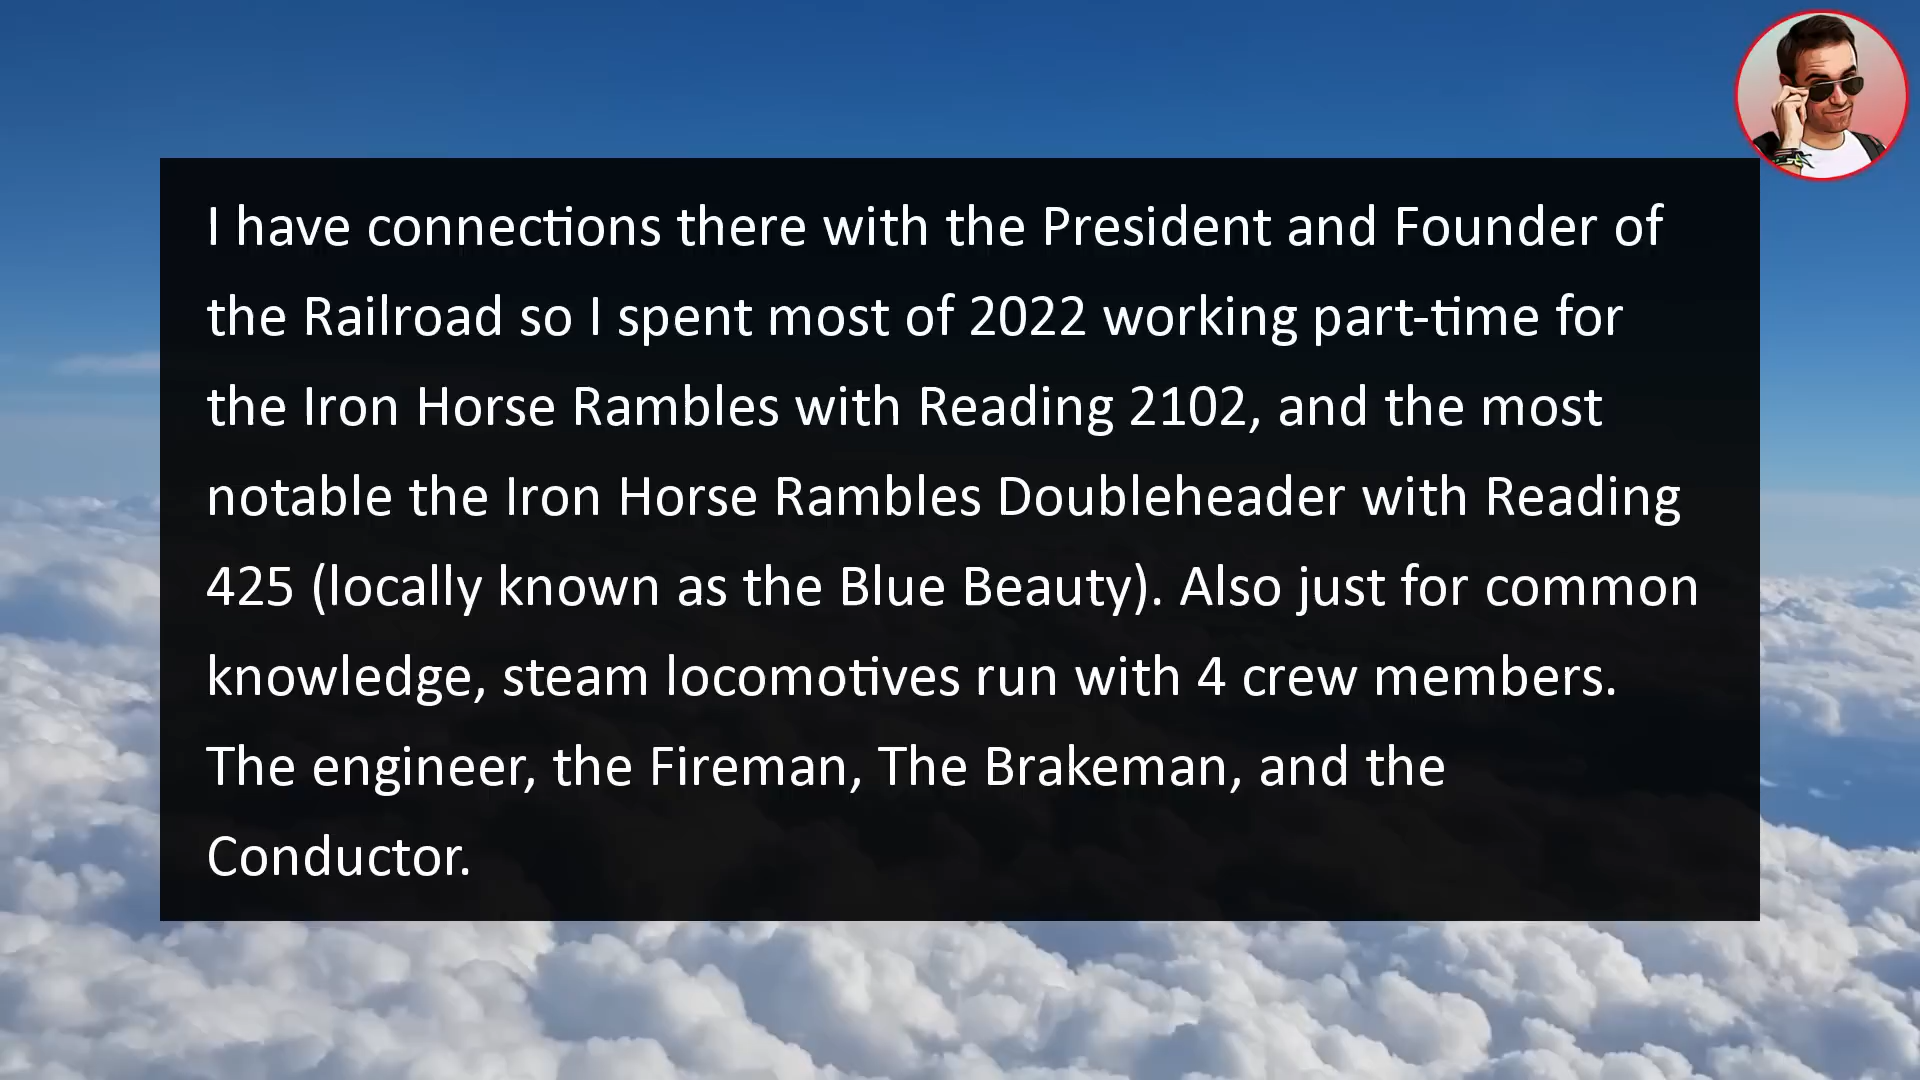 I have connections there with the President and Founder of
the Railroad so I spent most of 2022 working part-time for
the Iron Horse Rambles with Reading 2102, and the most
notable the Iron Horse Rambles Doubleheader with Reading
425 (locally known as the Blue Beauty). Also just for common
knowledge, steam locomotives run with 4 crew members.
The engineer, the Fireman, The Brakeman, and the
Conductor.